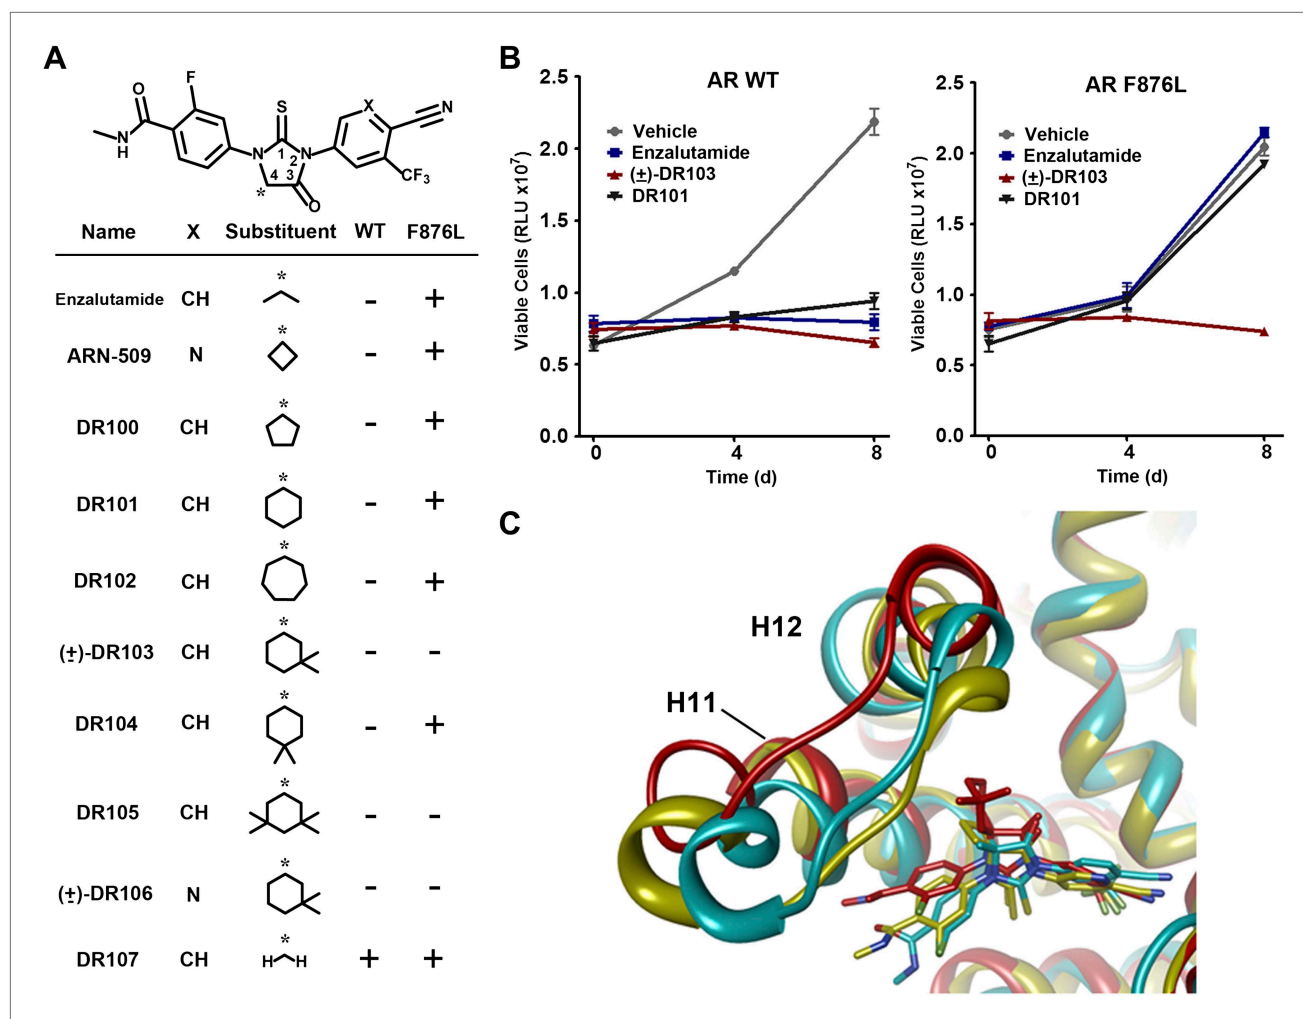 A
F
O
S
X
N
N
H
N
N
1
2
4
3
*
O
CF3
Name X Substituent WT F876L
*
Enzalutamide CH - +
*
ARN-509 N - +
*
DR100 CH - +
*
DR101 CH - +
*
DR102 CH - +
*
(±)-DR103 CH - -
*
DR104 CH - +
*
DR105 CH - -
*
(±)-DR106 N - -
*
DR107 CH H H + +
B
AR WT
Viable Cells (RLU x10⁷)
2.5
2.0
1.5
1.0
0.5
0.0
Vehicle
Enzalutamide
(±)-DR103
DR101
0 4 8
Time (d)
AR F876L
Viable Cells (RLU x10⁷)
2.5
2.0
1.5
1.0
0.5
0.0
Vehicle
Enzalutamide
(±)-DR103
DR101
0 4 8
Time (d)
C
H12
H11